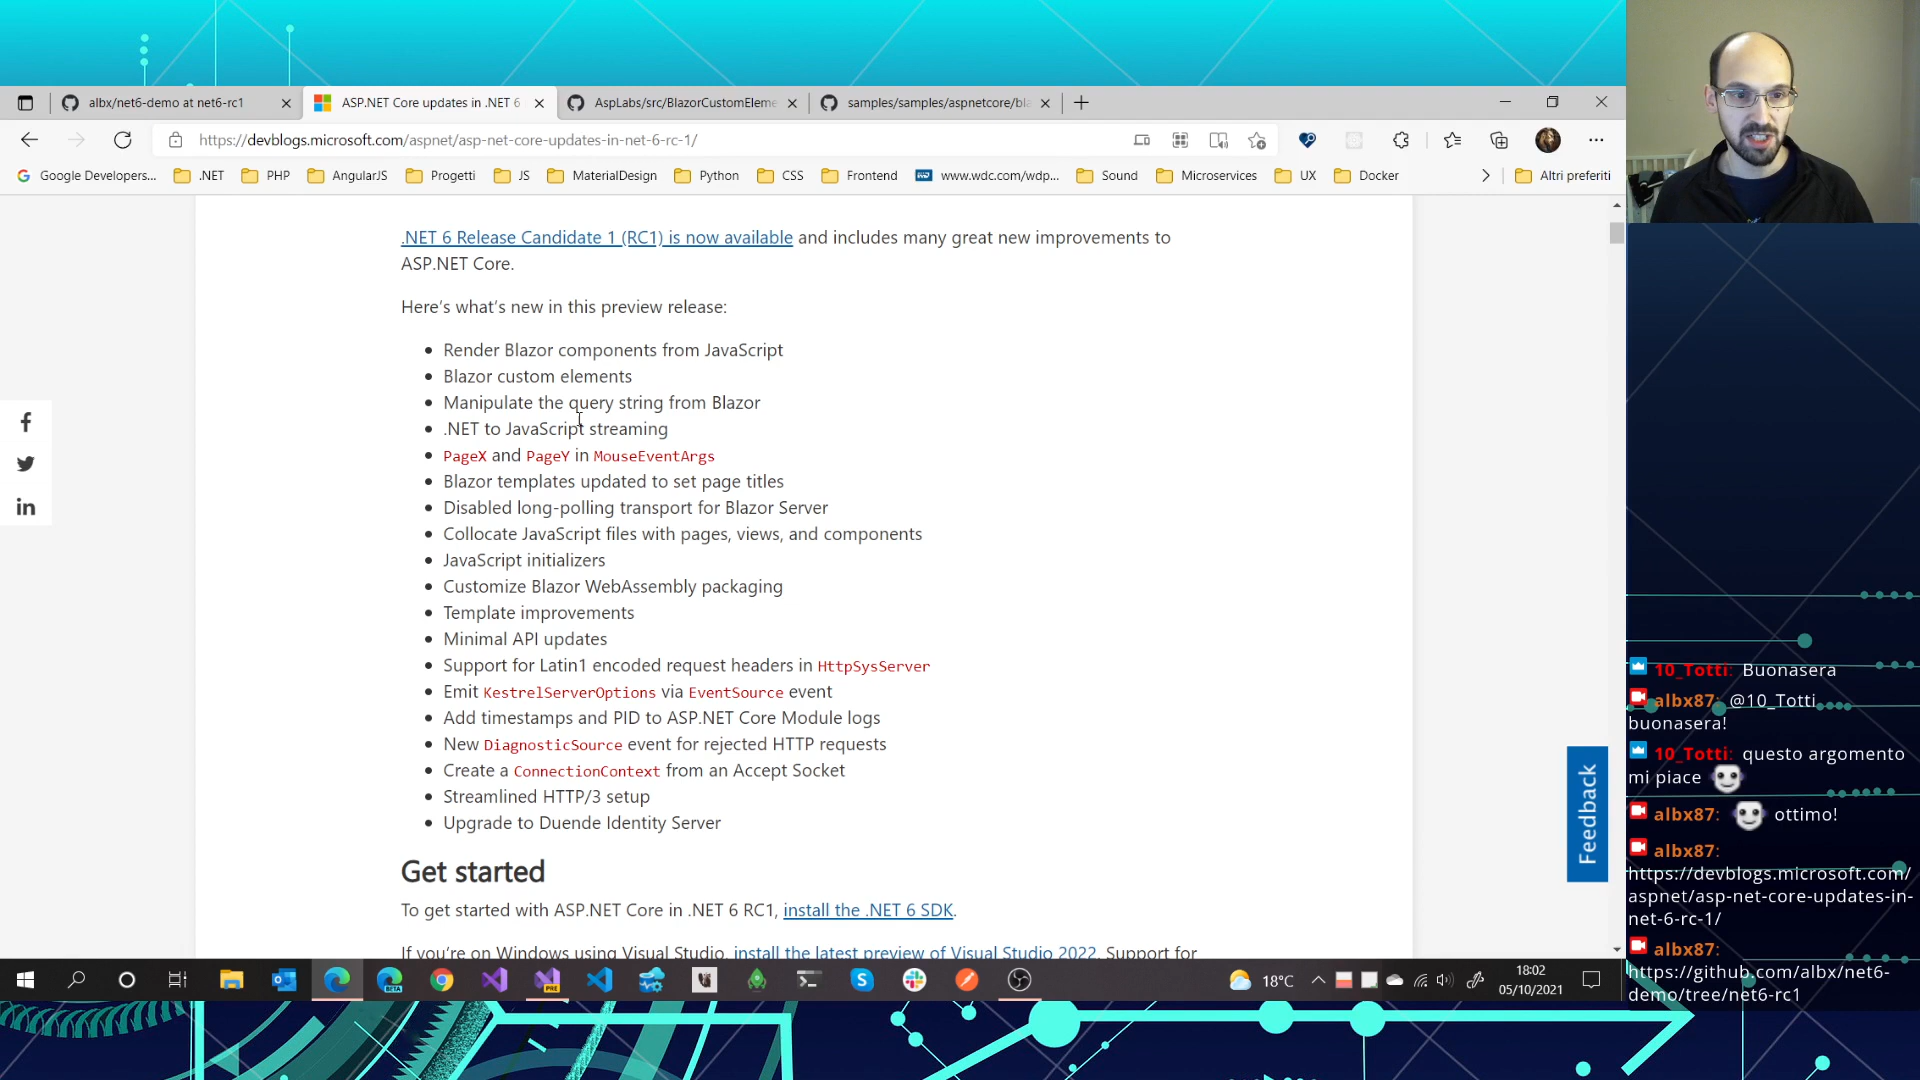 albx/net6-demo at net6-rc1
ASP.NET Core updates in .NET 6
AspLabs/src/BlazorCustomEleme
samples/samples/aspnetcore/bla
https://devblogs.microsoft.com/aspnet/asp-net-core-updates-in-net-6-rc-1/
Google Developers...
.NET
PHP
AngularJS
Progetti
JS
MaterialDesign
Python
CSS
Frontend
www.wdc.com/wdp...
Sound
Microservices
UX
Docker
Altri preferiti
.NET 6 Release Candidate 1 (RC1) is now available and includes many great new improvements to
ASP.NET Core.
Here's what's new in this preview release:
Render Blazor components from JavaScript
Blazor custom elements
Manipulate the query string from Blazor
.NET to JavaScript streaming
PageX and PageY in MouseEventArgs
Blazor templates updated to set page titles
Disabled long-polling transport for Blazor Server
Collocate JavaScript files with pages, views, and components
JavaScript initializers
Customize Blazor WebAssembly packaging
Template improvements
Minimal API updates
Support for Latin1 encoded request headers in HttpSysServer
Emit KestrelServerOptions via EventSource event
Add timestamps and PID to ASP.NET Core Module logs
New DiagnosticSource event for rejected HTTP requests
Create a ConnectionContext from an Accept Socket
Streamlined HTTP/3 setup
Upgrade to Duende Identity Server
Get started
To get started with ASP.NET Core in .NET 6 RC1, install the .NET 6 SDK.
If you're on Windows using Visual Studio, install the latest preview of Visual Studio 2022. Support for
Feedback
10_Totti: Buonasera
albx87: @10_Totti
buonasera!
10_Totti: questo argomento
mi piace
albx87: ottimo!
albx87:
https://devblogs.microsoft.com/
aspnet/asp-net-core-updates-in-
net-6-rc-1/
albx87:
https://github.com/albx/net6-
demo/tree/net6-rc1
BETA
PRE
18°C
18:02
05/10/2021